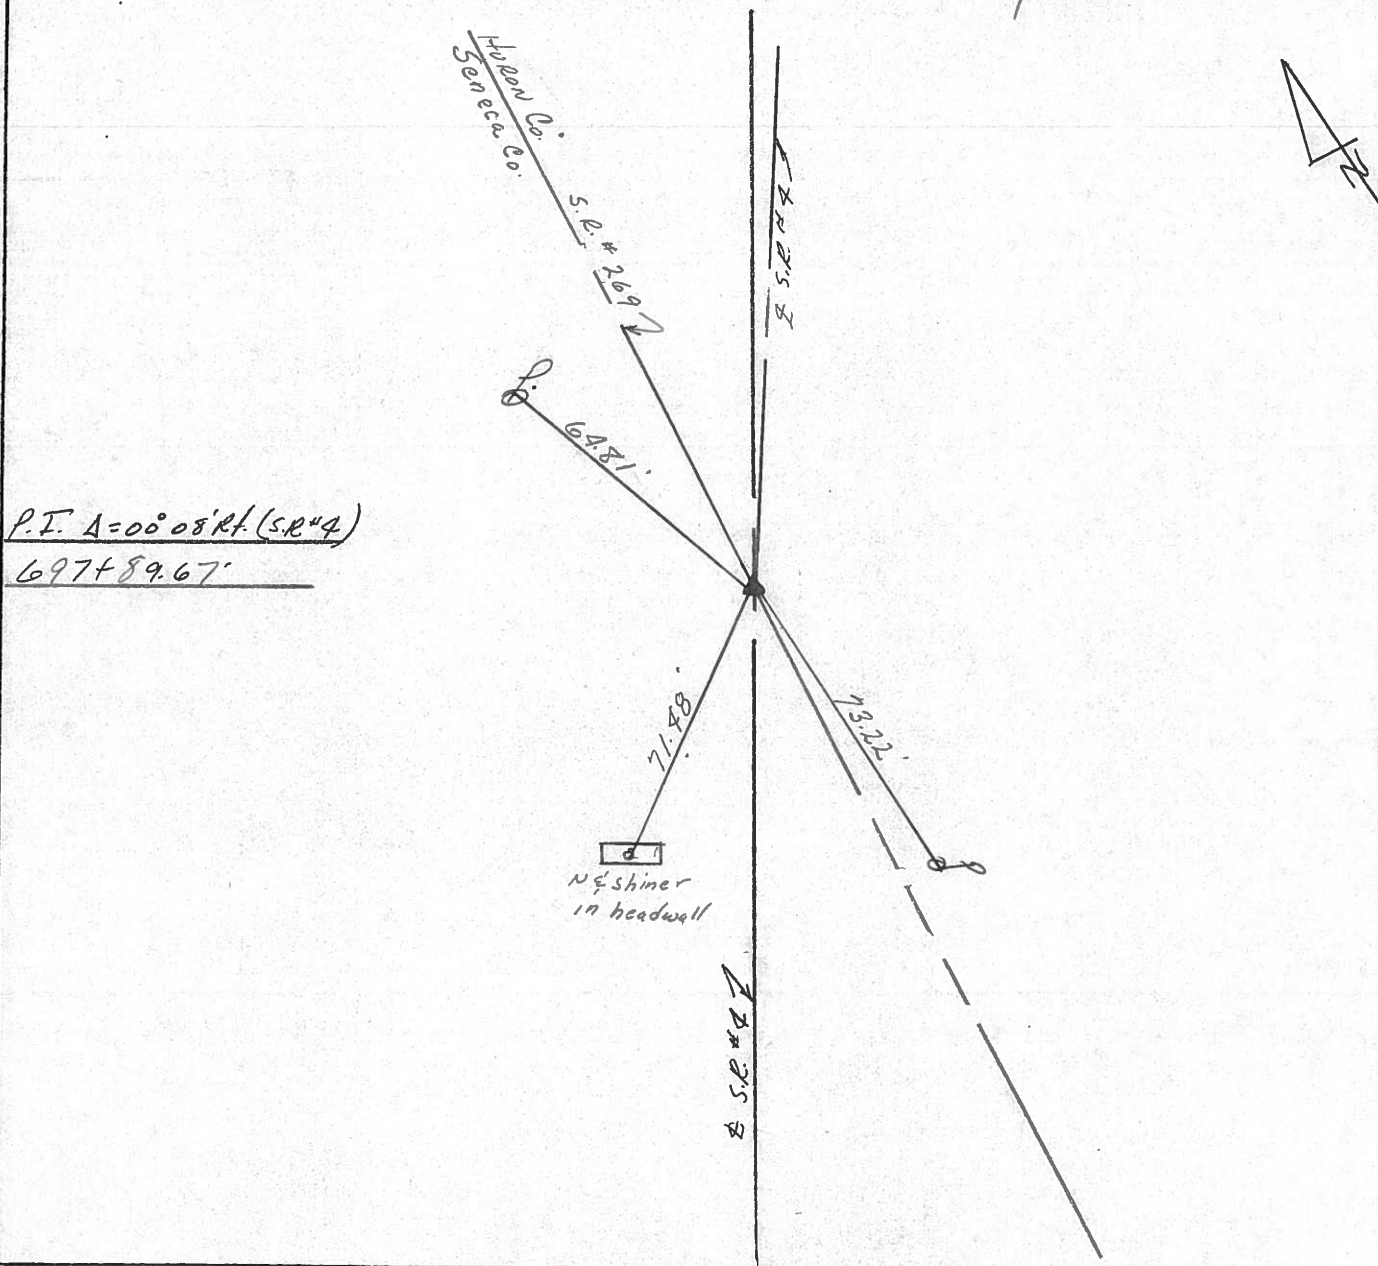 HURON Co.
Seneca Co.
S.R. # 269
℄ S.R. # 4
P.
64.81'
P.I. Δ=00° 08' Rt. (S.R. #4)
697+89.67
71.48'
73.22'
N & shiner
in headwall
P
℄ S.R. #4
N